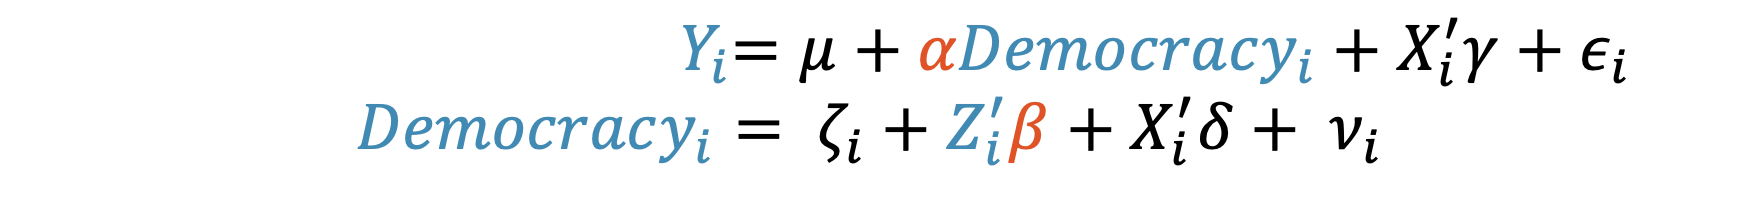 Yᵢ= μ + αDemocracyᵢ + X′ᵢγ + ϵᵢ
Democracyᵢ = ζᵢ + Z′ᵢβ + X′ᵢδ + νᵢ